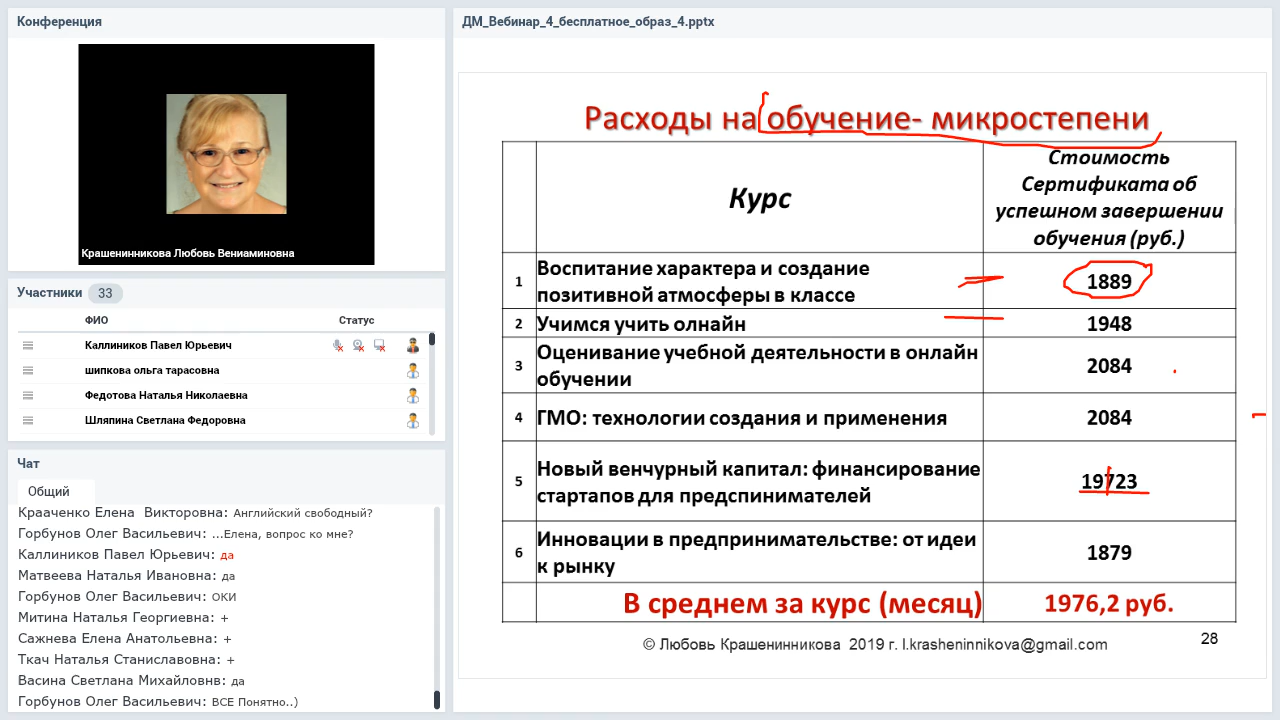 Конференция
Крашенинникова Любовь Вениаминовна
Участники 33
ФИО Статус
Каллиников Павел Юрьевич
шипкова ольга тарасовна
Федотова Наталья Николаевна
Шляпина Светлана Федоровна
Чат
Общий
Крааченко Елена Викторовна: Английский свободный?
Горбунов Олег Васильевич: ...Елена, вопрос ко мне?
Каллиников Павел Юрьевич: да
Матвеева Наталья Ивановна: да
Горбунов Олег Васильевич: ОКИ
Митина Наталья Георгиевна: +
Сажнева Елена Анатольевна: +
Ткач Наталья Станиславовна: +
Васина Светлана Михайловнв: да
Горбунов Олег Васильевич: ВСЕ Понятно..)
ДМ_Вебинар_4_бесплатное_образ_4.pptx
Расходы на обучение- микростепени
Курс
Стоимость
Сертификата об
успешном завершении
обучения (руб.)
1 Воспитание характера и создание
позитивной атмосферы в классе 1889
2 Учимся учить олнайн 1948
3 Оценивание учебной деятельности в онлайн
обучении 2084
4 ГМО: технологии создания и применения 2084
5 Новый венчурный капитал: финансирование
стартапов для предспинимателей 19723
6 Инновации в предпринимательстве: от идеи
к рынку 1879
В среднем за курс (месяц) 1976,2 руб.
© Любовь Крашенинникова 2019 г. l.krasheninnikova@gmail.com
28